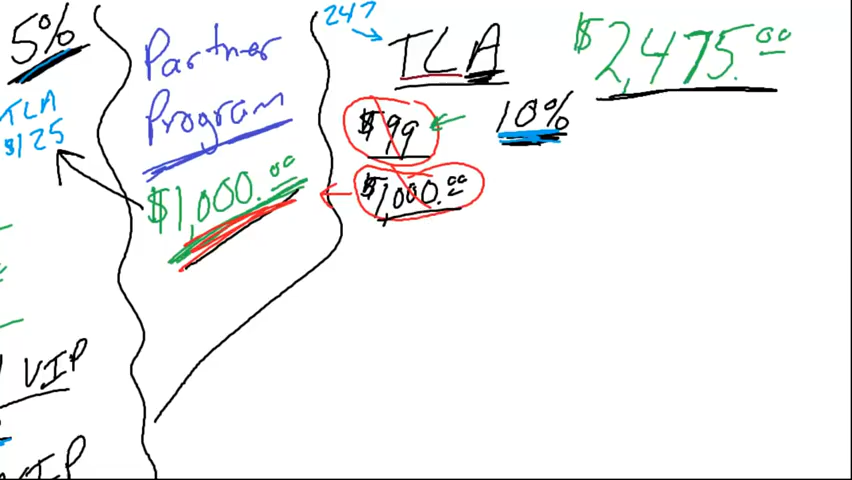 5%
TLA
$125
VIP
VIP
Partner
Program
$1,000.00
247
TLA
$99
10%
$1,000.00
$2,475.00